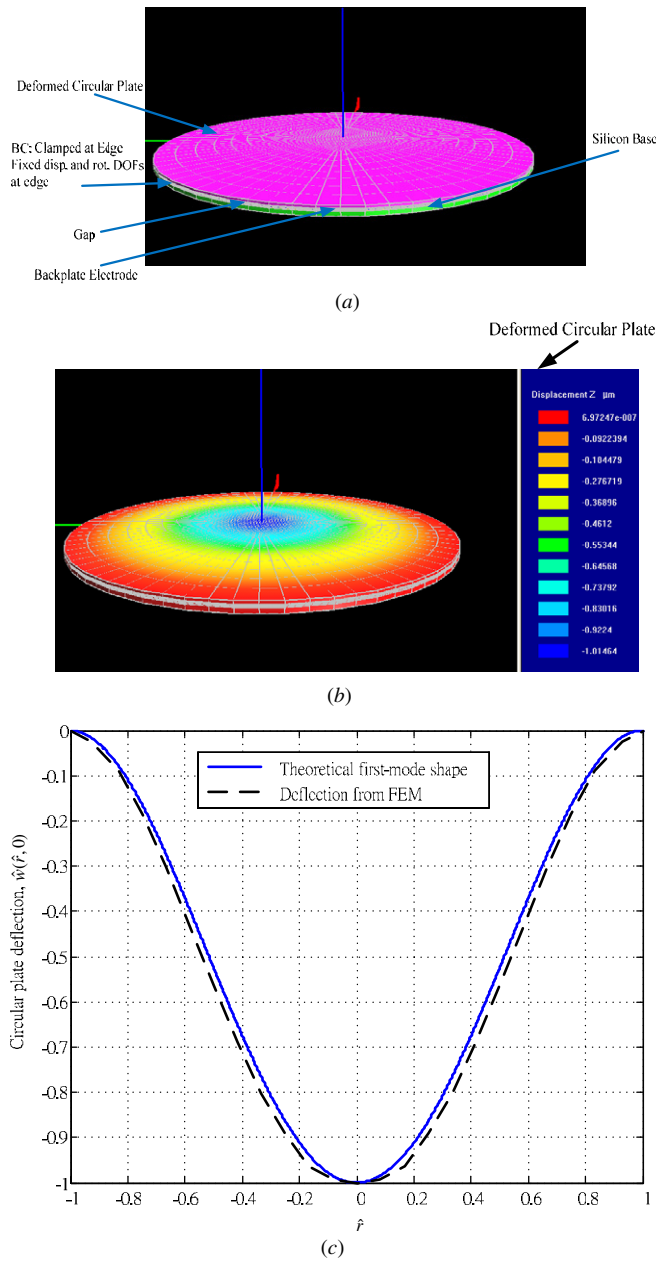 Deformed Circular Plate
BC: Clamped at Edge
Fixed disp. and rot. DOFs
at edge
Gap
Backplate Electrode
Silicon Base
(a)
Deformed Circular Plate
Displacement Z µm
6.97247e-007
-0.0922394
-0.184479
-0.276719
-0.36896
-0.4612
-0.55344
-0.64568
-0.73792
-0.83016
-0.9224
-1.01464
(b)
Circular plate deflection, ŵ(r̂, 0)
0
-0.1
-0.2
-0.3
-0.4
-0.5
-0.6
-0.7
-0.8
-0.9
-1
Theoretical first-mode shape
Deflection from FEM
-1 -0.8 -0.6 -0.4 -0.2 0 0.2 0.4 0.6 0.8 1
r̂
(c)